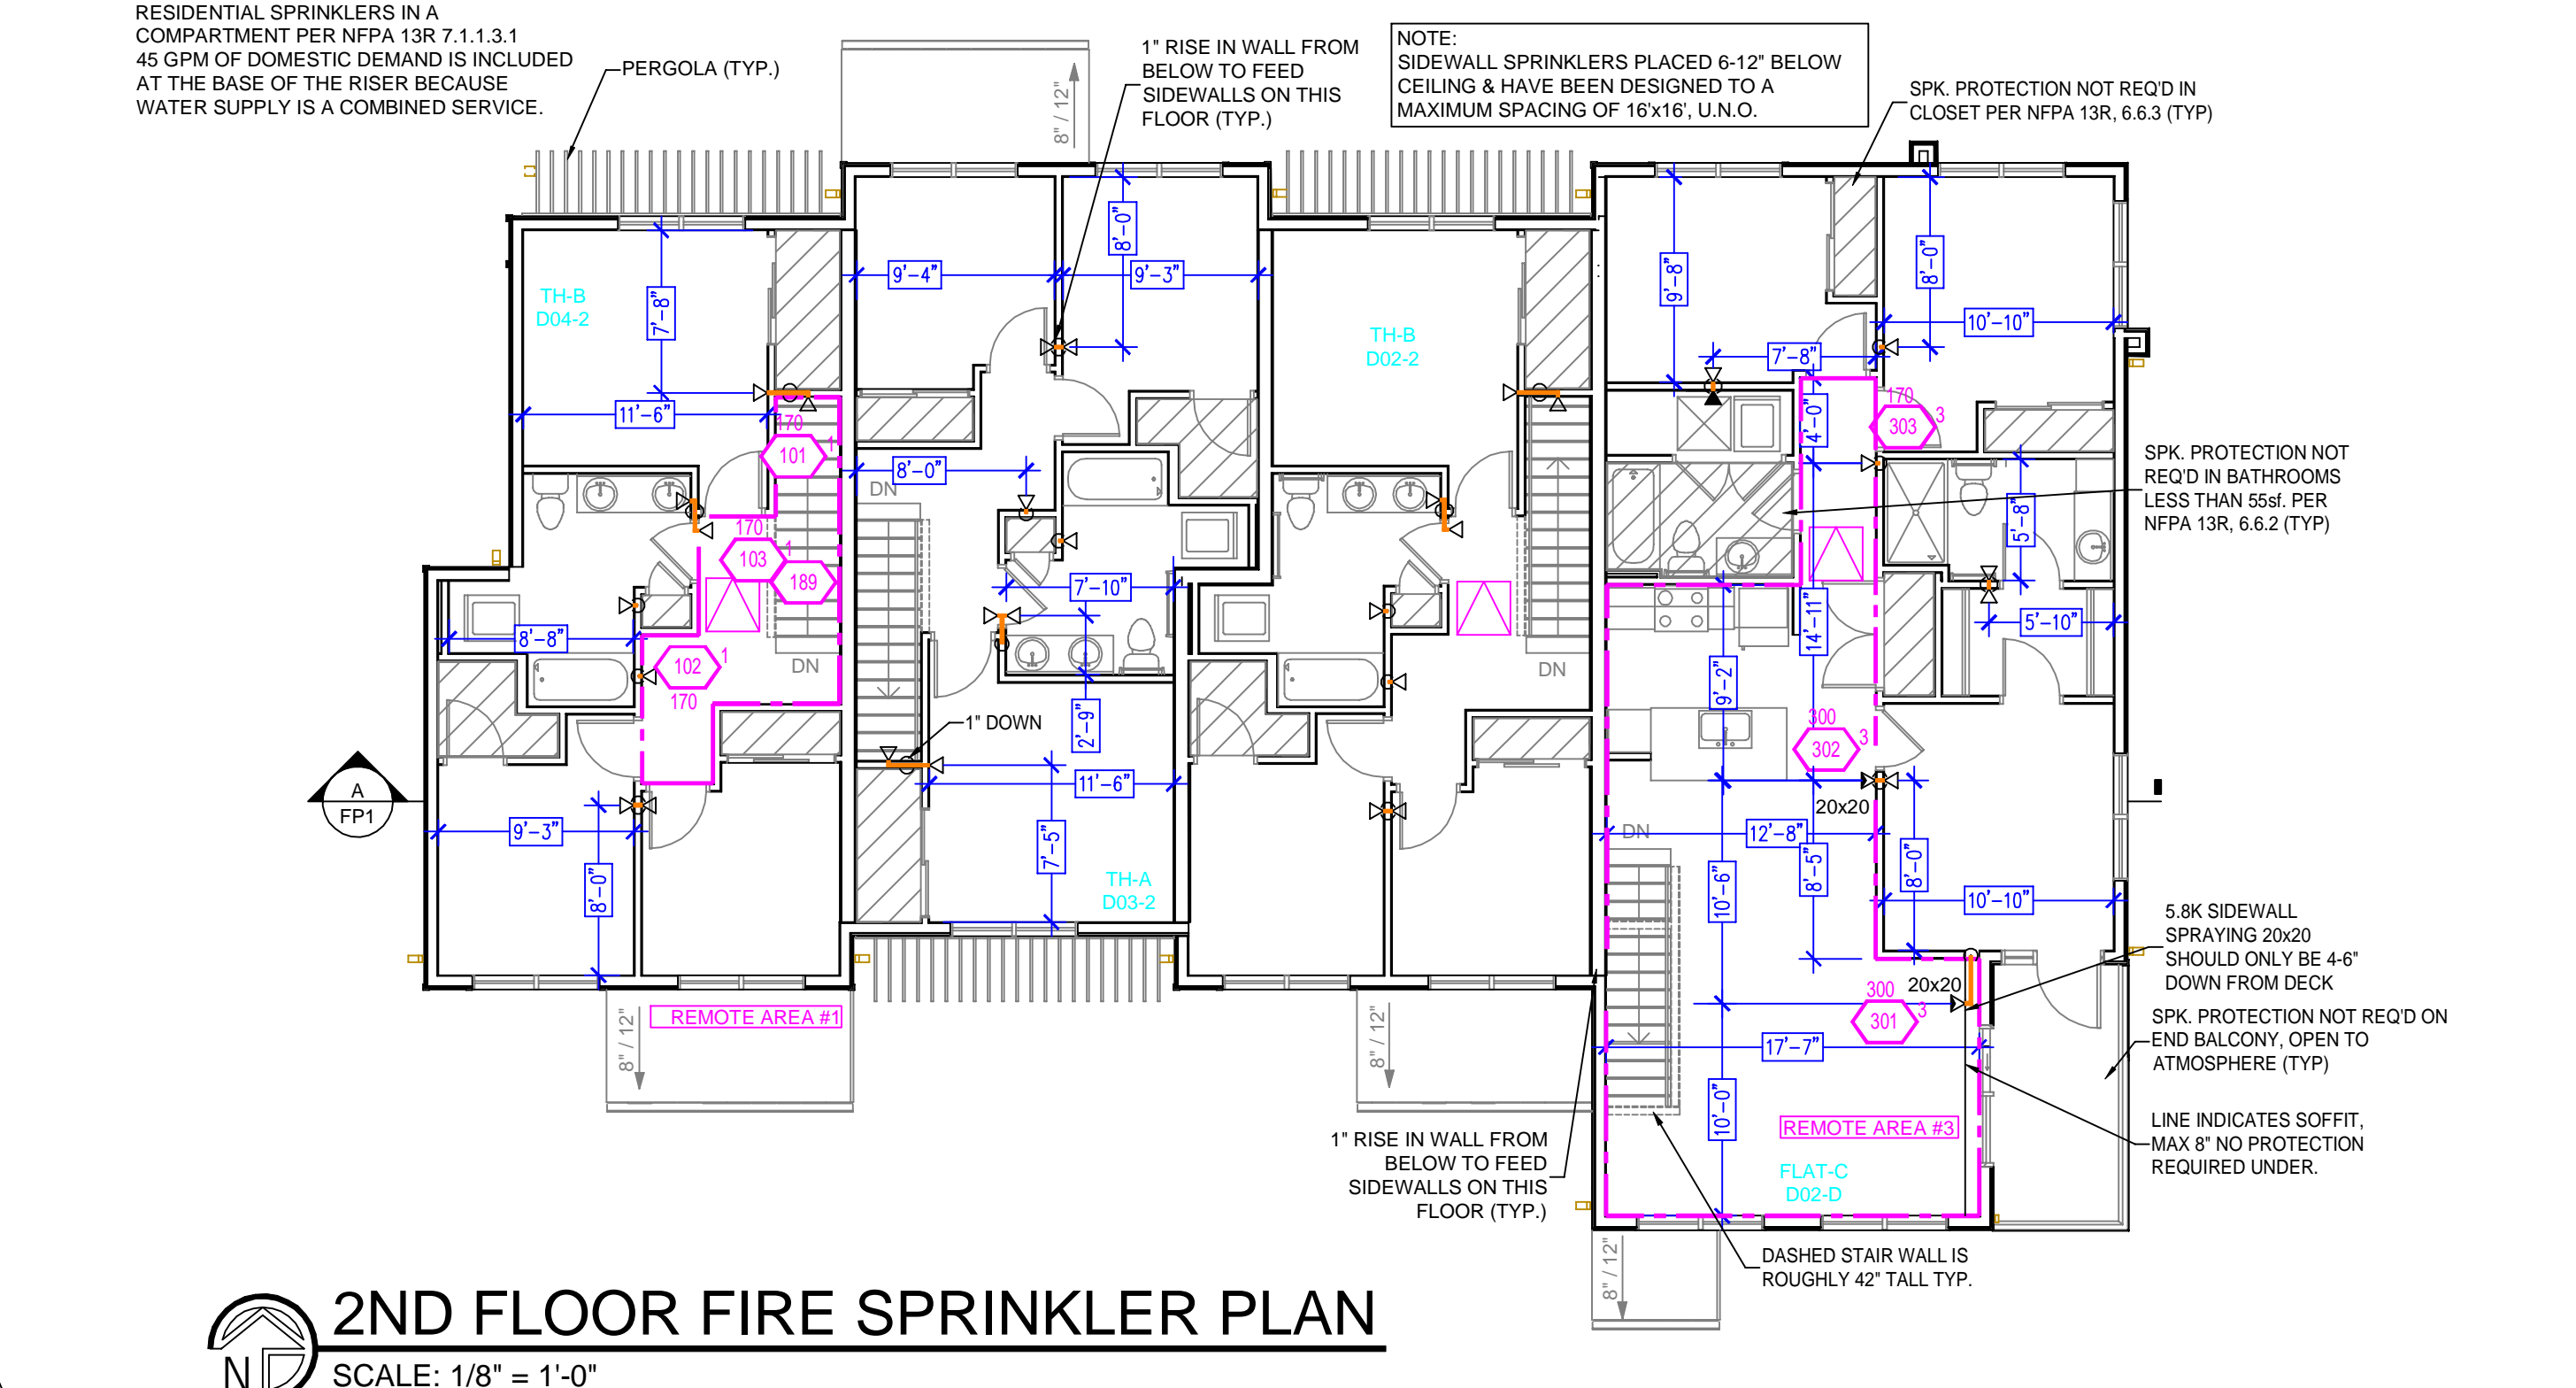 RESIDENTIAL SPRINKLERS IN A
COMPARTMENT PER NFPA 13R 7.1.1.3.1
45 GPM OF DOMESTIC DEMAND IS INCLUDED
AT THE BASE OF THE RISER BECAUSE
WATER SUPPLY IS A COMBINED SERVICE.
PERGOLA (TYP.)
1" RISE IN WALL FROM
BELOW TO FEED
SIDEWALLS ON THIS
FLOOR (TYP.)
NOTE:
SIDEWALL SPRINKLERS PLACED 6-12" BELOW
CEILING & HAVE BEEN DESIGNED TO A
MAXIMUM SPACING OF 16'x16', U.N.O.
SPK. PROTECTION NOT REQ'D IN
CLOSET PER NFPA 13R, 6.6.3 (TYP)
8" / 12"
TH-B
D04-2
7'-8"
11'-6"
9'-4"
8'-0"
9'-3"
TH-B
D02-2
9'-8"
7'-8"
8'-0"
10'-10"
170
101
1
170
103
1
189
102
1
170
8'-8"
DN
8'-0"
DN
7'-10"
2'-9"
1" DOWN
11'-6"
7'-5"
TH-A
D03-2
DN
4'-0"
170
303
3
5'-8"
5'-10"
14'-11"
9'-2"
300
302
3
20x20
12'-8"
DN
10'-6"
8'-5"
8'-0"
10'-10"
SPK. PROTECTION NOT
REQ'D IN BATHROOMS
LESS THAN 55sf. PER
NFPA 13R, 6.6.2 (TYP)
A
FP1
9'-3"
8'-0"
REMOTE AREA #1
8" / 12"
8" / 12"
300
20x20
301
3
17'-7"
10'-0"
REMOTE AREA #3
FLAT-C
D02-D
5.8K SIDEWALL
SPRAYING 20x20
SHOULD ONLY BE 4-6"
DOWN FROM DECK
SPK. PROTECTION NOT REQ'D ON
END BALCONY, OPEN TO
ATMOSPHERE (TYP)
LINE INDICATES SOFFIT,
MAX 8" NO PROTECTION
REQUIRED UNDER.
1" RISE IN WALL FROM
BELOW TO FEED
SIDEWALLS ON THIS
FLOOR (TYP.)
8" / 12"
DASHED STAIR WALL IS
ROUGHLY 42" TALL TYP.
2ND FLOOR FIRE SPRINKLER PLAN
SCALE: 1/8" = 1'-0"
N